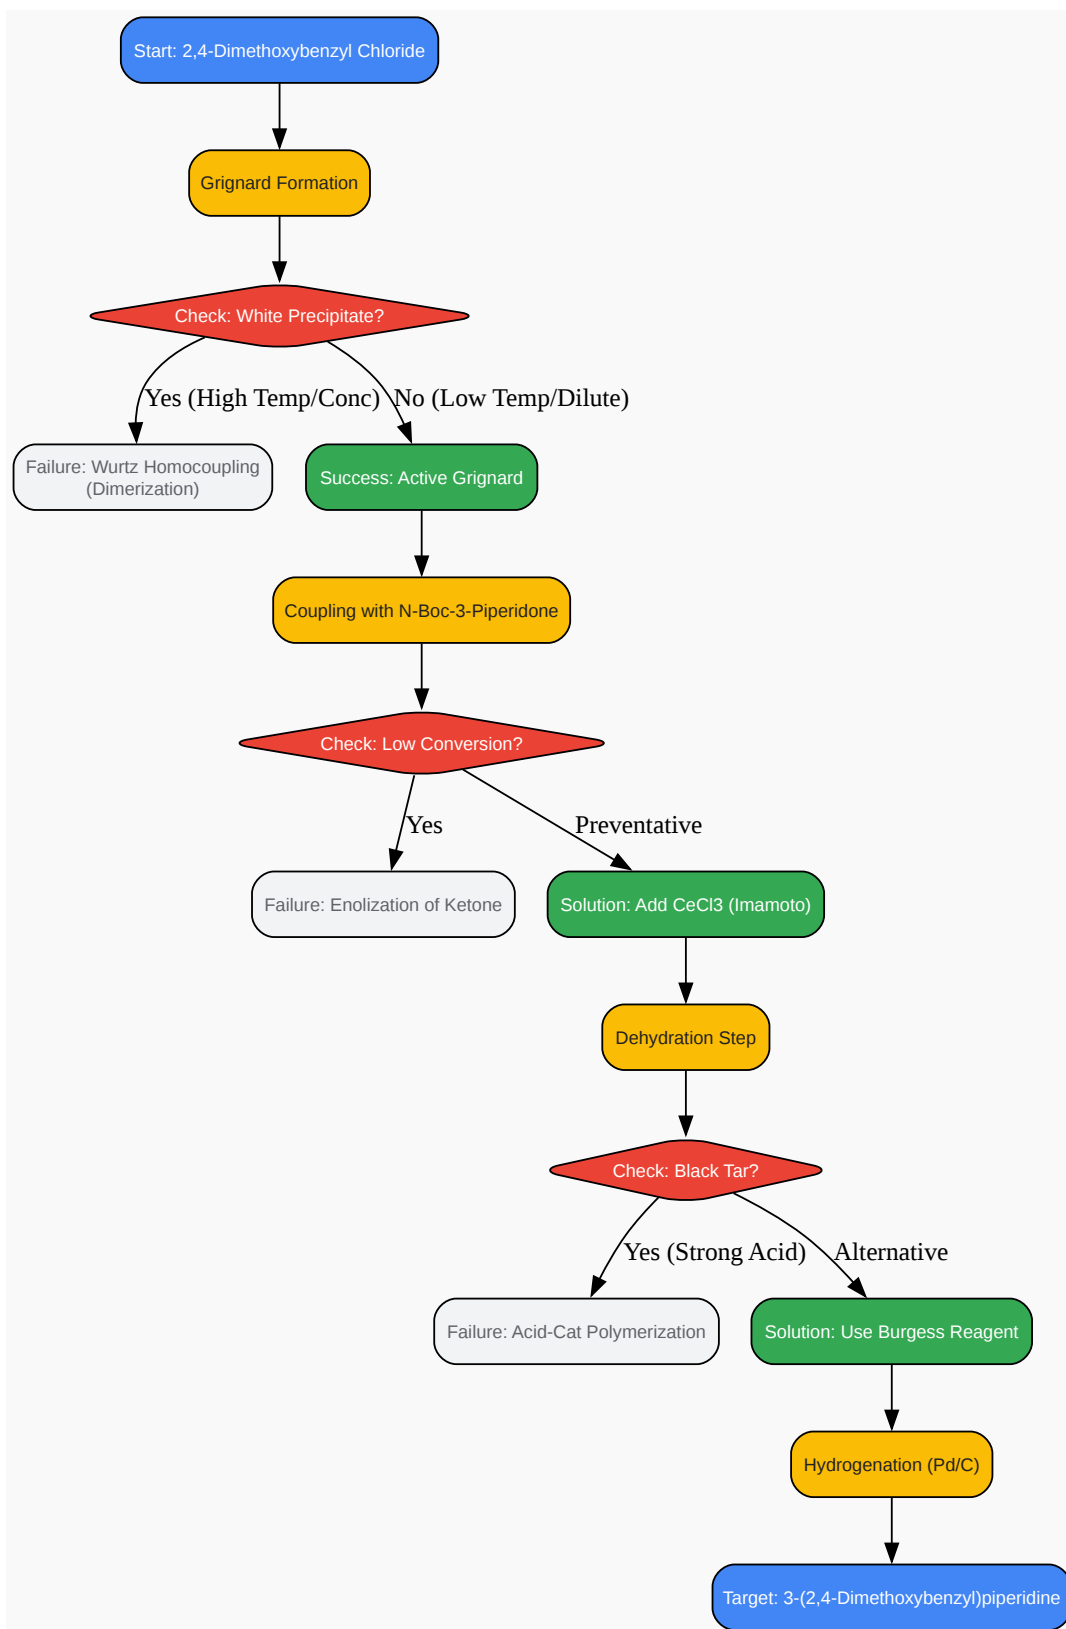 Start: 2,4-Dimethoxybenzyl Chloride
Grignard Formation
Check: White Precipitate?
Yes (High Temp/Conc)
No (Low Temp/Dilute)
Failure: Wurtz Homocoupling
(Dimerization)
Success: Active Grignard
Coupling with N-Boc-3-Piperidone
Check: Low Conversion?
Yes
Preventative
Failure: Enolization of Ketone
Solution: Add CeCl3 (Imamoto)
Dehydration Step
Check: Black Tar?
Yes (Strong Acid)
Alternative
Failure: Acid-Cat Polymerization
Solution: Use Burgess Reagent
Hydrogenation (Pd/C)
Target: 3-(2,4-Dimethoxybenzyl)piperidine